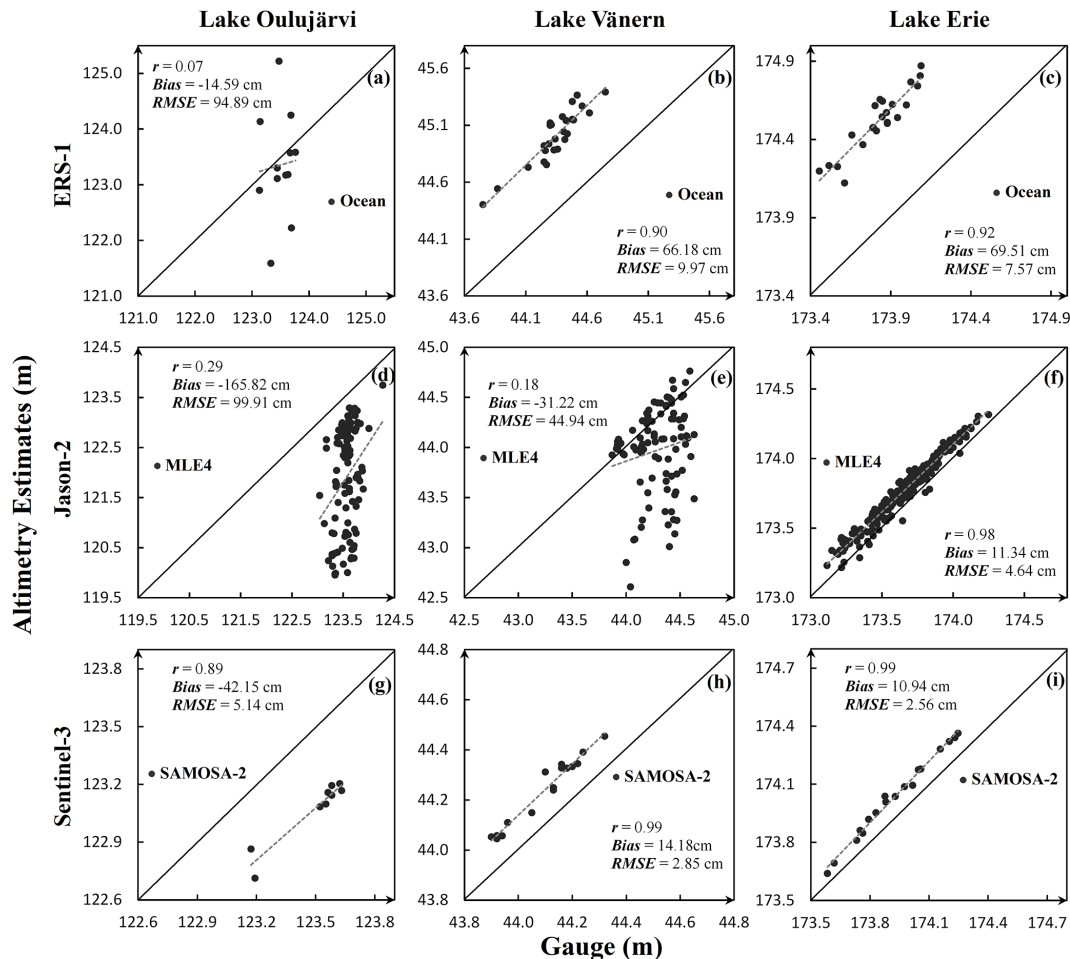 Lake Oulujärvi
Lake Vänern
Lake Erie
Altimetry Estimates (m)
ERS-1
125.0
124.0
123.0
122.0
121.0
r = 0.07
Bias = -14.59 cm
RMSE = 94.89 cm
(a)
Ocean
121.0 122.0 123.0 124.0 125.0
45.6
45.1
44.6
44.1
43.6
(b)
Ocean
r = 0.90
Bias = 66.18 cm
RMSE = 9.97 cm
43.6 44.1 44.6 45.1 45.6
174.9
174.4
173.9
173.4
(c)
Ocean
r = 0.92
Bias = 69.51 cm
RMSE = 7.57 cm
173.4 173.9 174.4 174.9
Jason-2
124.5
123.5
122.5
121.5
120.5
119.5
r = 0.29
Bias = -165.82 cm
RMSE = 99.91 cm
(d)
MLE4
119.5 120.5 121.5 122.5 123.5 124.5
45.0
44.5
44.0
43.5
43.0
42.5
r = 0.18
Bias = -31.22 cm
RMSE = 44.94 cm
(e)
MLE4
42.5 43.0 43.5 44.0 44.5 45.0
174.5
174.0
173.5
173.0
(f)
MLE4
r = 0.98
Bias = 11.34 cm
RMSE = 4.64 cm
173.0 173.5 174.0 174.5
Sentinel-3
123.8
123.5
123.2
122.9
122.6
r = 0.89
Bias = -42.15 cm
RMSE = 5.14 cm
(g)
SAMOSA-2
122.6 122.9 123.2 123.5 123.8
44.8
44.6
44.4
44.2
44.0
43.8
(h)
SAMOSA-2
r = 0.99
Bias = 14.18cm
RMSE = 2.85 cm
43.8 44.0 44.2 44.4 44.6 44.8
174.7
174.4
174.1
173.8
173.5
r = 0.99
Bias = 10.94 cm
RMSE = 2.56 cm
(i)
SAMOSA-2
173.5 173.8 174.1 174.4 174.7
Gauge (m)